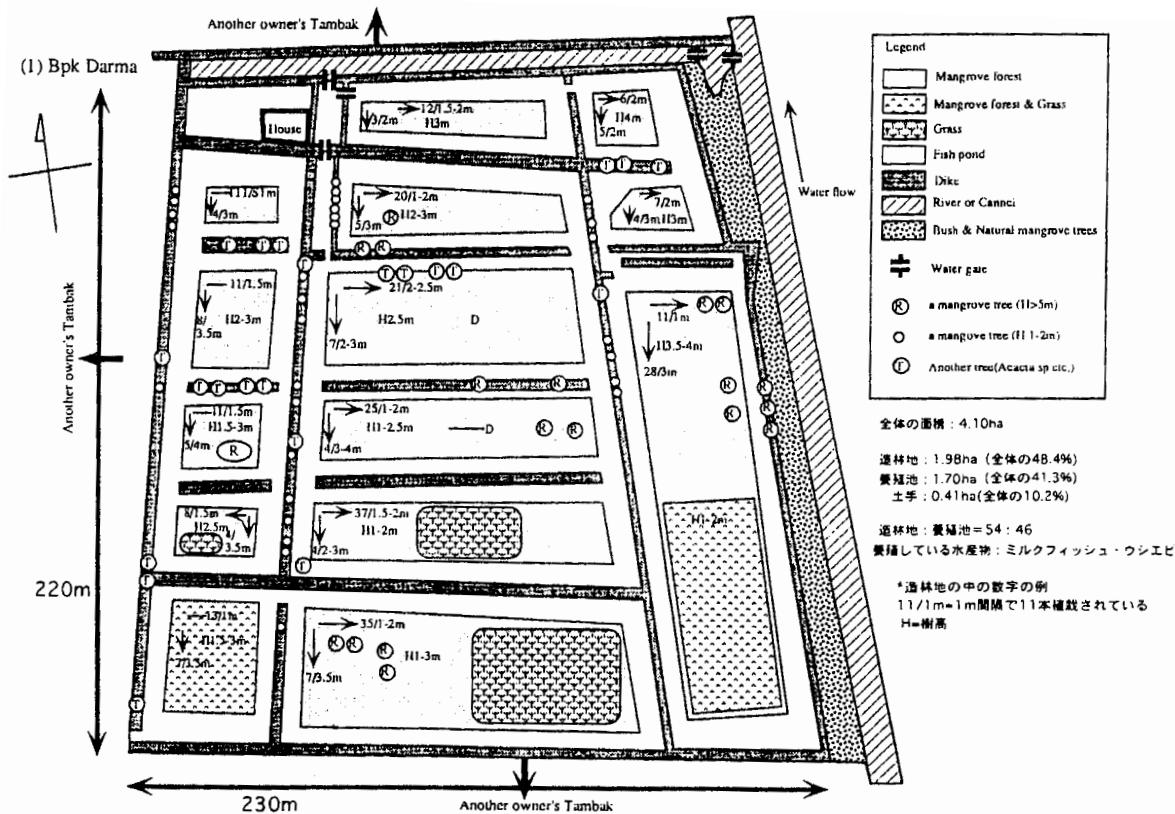 Another owner's Tambak
(1) Bpk Darma
House
12/1.5-2m
3/2m
H3m
6/2m
H4m
5/2m
Water flow
4/3m
20/1-2m
5/3m
R
H2-3m
7/2m
4/3m
H3m
T T T
T T T T
R R
T
T T T T
21/2-2.5m
H2.5m
D
7/2-3m
11/1.5m
8/
3.5m
H2-3m
T
11/1m
R R
H3.5-4m
28/3m
R
R
R
R
R
T T T T
R R
11/1.5m
H1.5-3m
5/4m
R
25/1-2m
H1-2.5m
D
4/3-4m
R R
T
8/1.5m
H2.5m
3.5m
37/1.5-2m
H1-2m
4/2-3m
H1-2m
T
T
T
35/1-2m
R R
R
R
H1-3m
7/3.5m
13/1m
H1.5-3m
T
Another owner's Tambak
220m
230m
Another owner's Tambak
Legend
Mangrove forest
Mangrove forest & Grass
Grass
Fish pond
Dike
River or Cannel
Bush & Natural mangrove trees
Water gate
R a mangrove tree (H>5m)
a mangrove tree (H 1-2m)
T Another tree(Acacia sp etc.)
全体の面積：4.10ha
造林地：1.98ha (全体の48.4%)
養殖池：1.70ha (全体の41.3%)
土手：0.41ha(全体の10.2%)
造林地：養殖池=54：46
養殖している水産物：ミルクフィッシュ・ウシエビ
*造林地の中の数字の例
11/1m=1m間隔で11本植栽されている
H=樹高